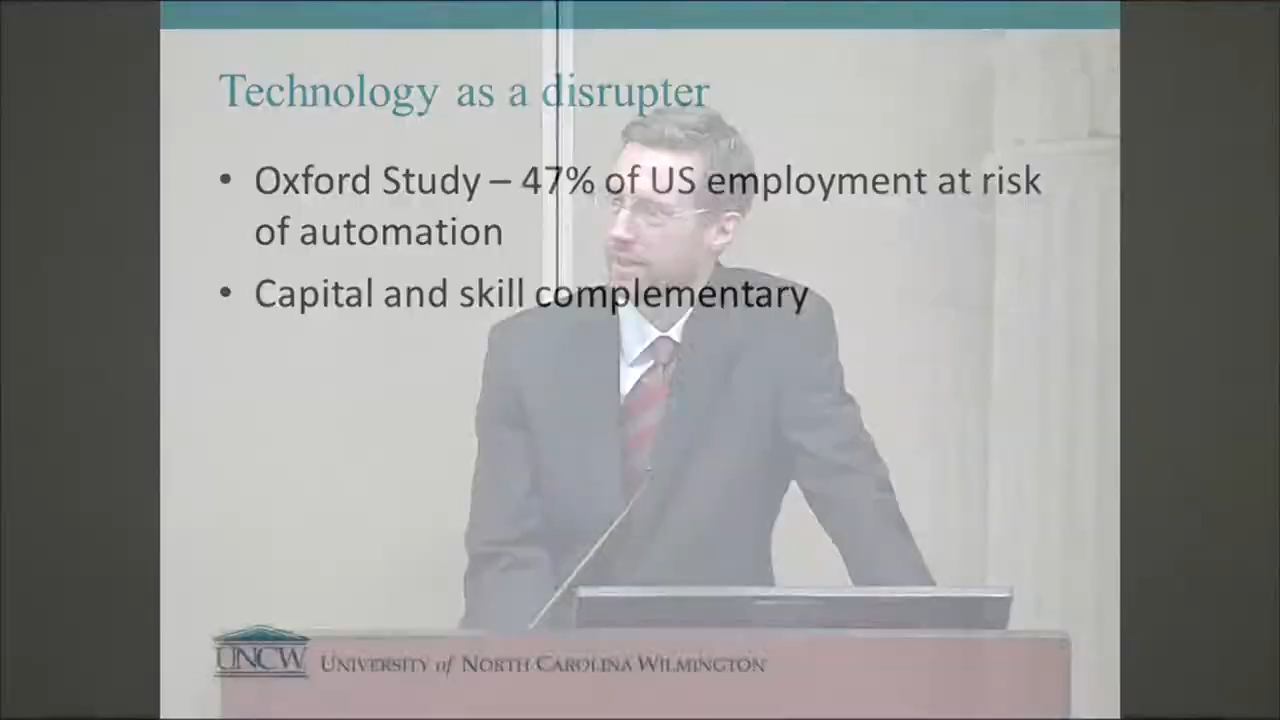 Technology as a disrupter
• Oxford Study – 47% of US employment at risk
of automation
• Capital and skill complementary
UNCW UNIVERSITY of NORTH CAROLINA WILMINGTON